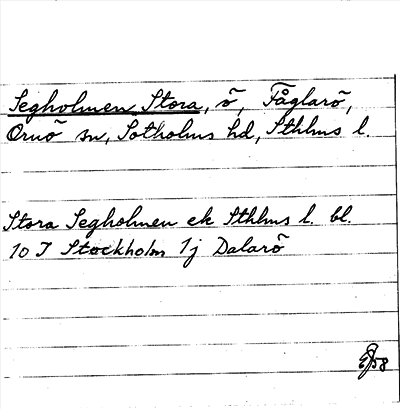 Segholmen Stora, ö, Fåglarö,
Ornö sn, Sotholms hd, Sthlms l.
Stora Segholmen ek Sthlms l. bl.
10 I Stockholm 1j Dalarö